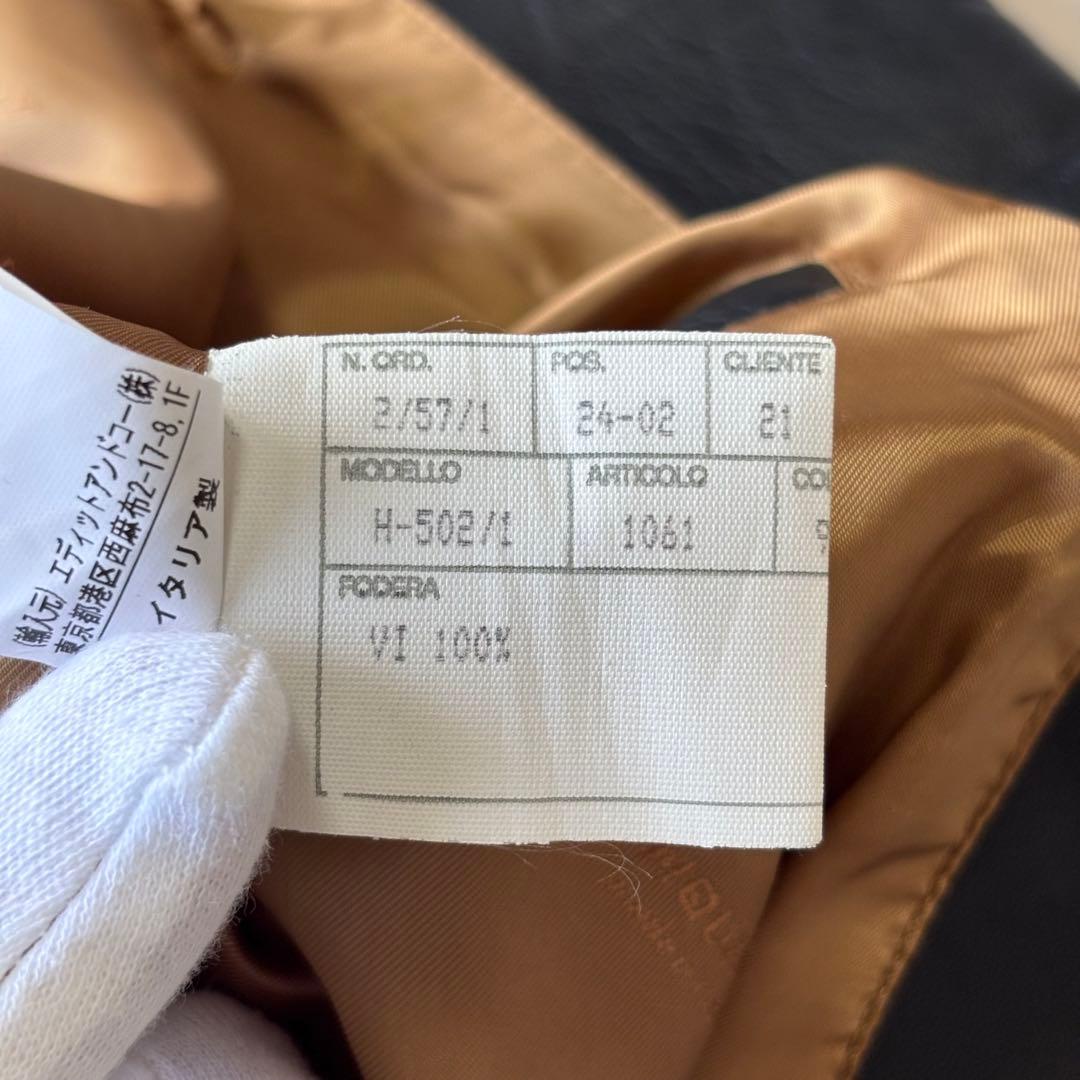 (輸入元) エディットアンドコー(株)
東京都港区西麻布2-17-8, 1F
イタリア製
N. ORD. POS. CLIENTE
2/57/1 24-02 21
MODELLO ARTICOLO CO
H-502/1 1061
FODERA
VI 100%